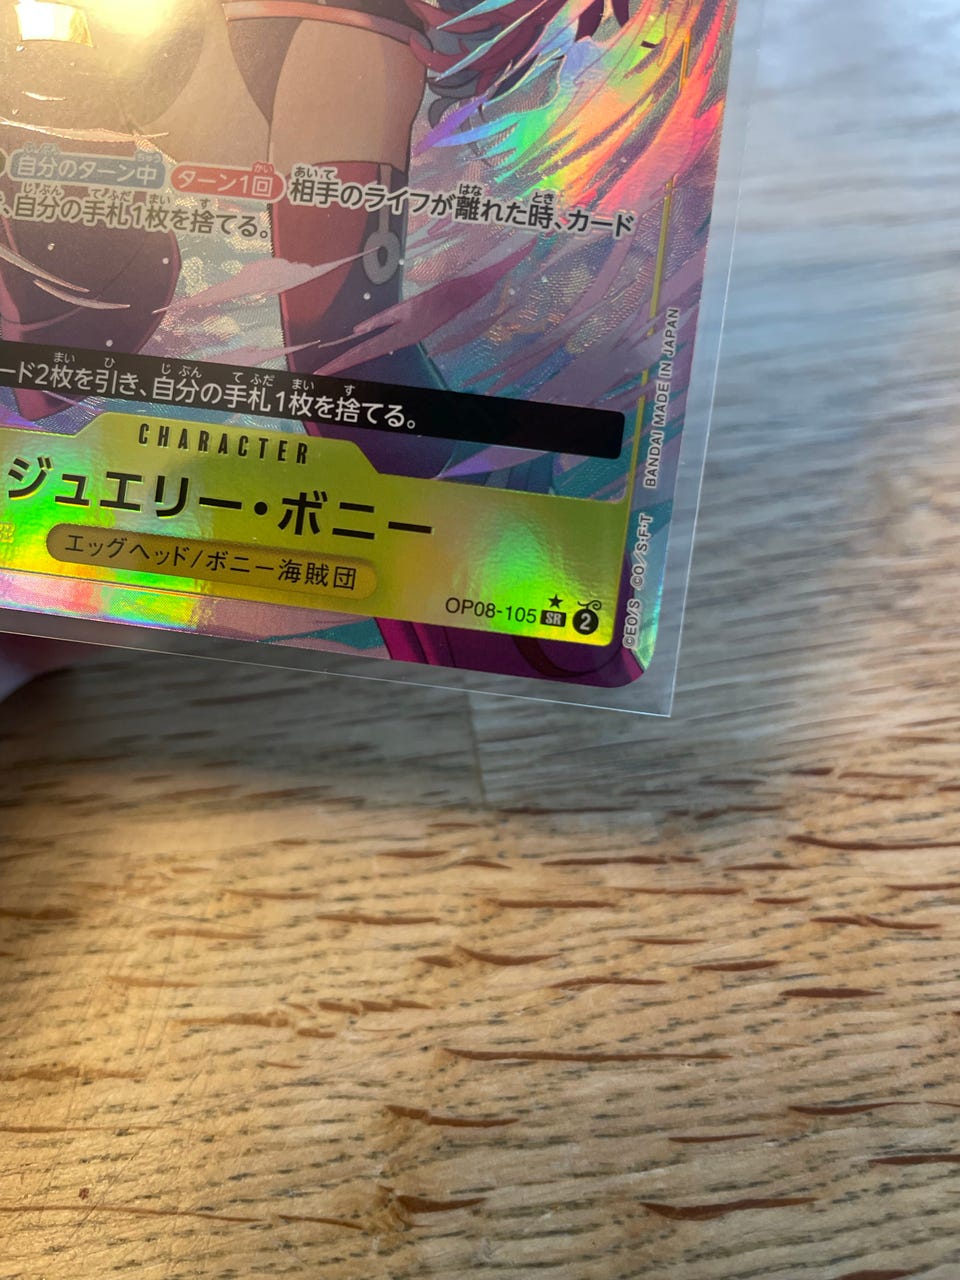 自分のターン中 ターン1回 相手のライフが離れた時、カード
、自分の手札1枚を捨てる。
ード2枚を引き、自分の手札1枚を捨てる。
CHARACTER
ジュエリー・ボニー
エッグヘッド/ボニー海賊団
OP08-105 SR 2
©E.O/S. ©O/S.F.T BANDAI MADE IN JAPAN